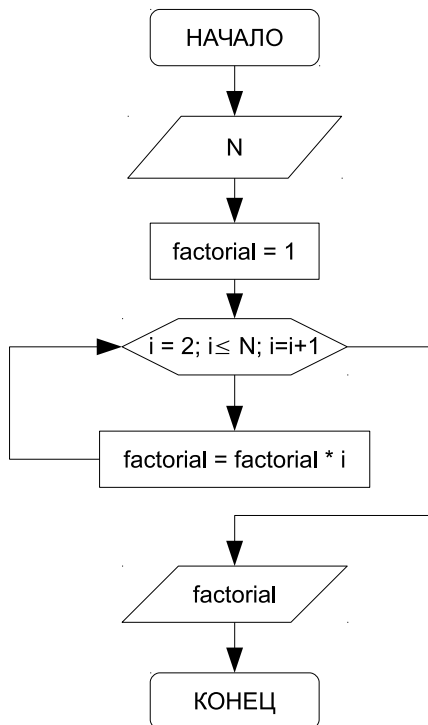 НАЧАЛО
N
factorial = 1
i = 2; i≤ N; i=i+1
factorial = factorial * i
factorial
КОНЕЦ